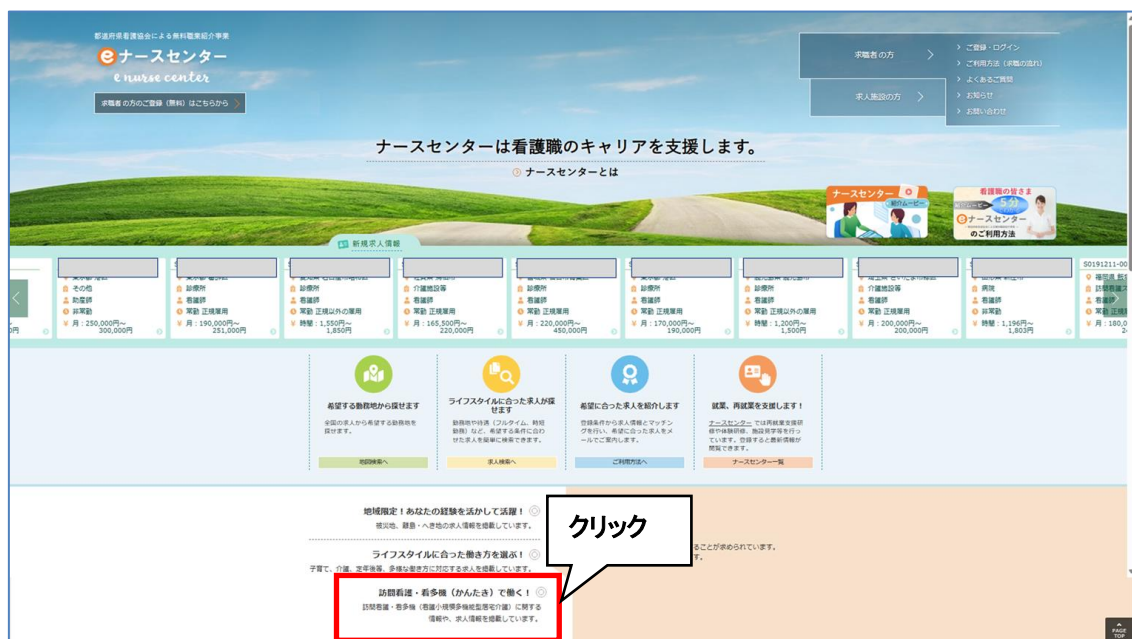 都道府県看護協会による無料職業紹介事業
eナースセンター
e nurse center
求職者の方のご登録（無料）はこちらから
求職者の方
求人施設の方
ご登録・ログイン
ご利用方法（求職の流れ）
よくあるご質問
お知らせ
お問い合わせ
ナースセンターは看護職のキャリアを支援します。
ナースセンターとは
ナースセンター
紹介ムービー
看護職の皆さま
紹介ムービー 5分
eナースセンター
のご利用方法
新規求人情報
その他
助産師
非常勤
月：250,000円～
300,000円
診療所
看護師
常勤 正規雇用
月：190,000円～
251,000円
診療所
看護師
常勤 正規以外の雇用
時間：1,550円～
1,850円
介護施設等
看護師
常勤 正規雇用
月：165,500円～
220,000円
診療所
看護師
常勤 正規雇用
月：220,000円～
450,000円
診療所
看護師
常勤 正規雇用
月：170,000円～
190,000円
診療所
看護師
常勤 正規以外の雇用
時間：1,200円～
1,500円
介護施設等
看護師
常勤 正規雇用
月：200,000円～
200,000円
病院
看護師
非常勤
時間：1,196円～
1,803円
S0191211-00
福岡県
訪問看護ス
看護師
常勤 正規
月：180,0
希望する勤務地から探せます
全国の求人から希望する勤務地を
探せます。
地図検索へ
ライフスタイルに合った求人が探
せます
勤務地や待遇（フルタイム、時短
勤務）など、希望する条件に合わ
せた求人を簡単に検索できます。
求人検索へ
希望に合った求人を紹介します
登録条件から求人情報とマッチン
グを行い、希望に合った求人をメ
ールでご案内します。
ご利用方法へ
就業、再就業を支援します！
ナースセンター では再就業支援研
修や体験研修、施設見学等を行っ
ています。登録すると最新情報が
閲覧できます。
ナースセンター一覧
地域限定！あなたの経験を活かして活躍！
被災地、離島・へき地の求人情報を掲載しています。
ライフスタイルに合った働き方を選ぶ！
子育て、介護、定年後等、多様な働き方に対応する求人を掲載しています。
訪問看護・看多機（かんたき）で働く！
訪問看護・看多機（看護小規模多機能型居宅介護）に関する
情報や、求人情報を掲載しています。
クリック
ることが求められています。
す。
PAGE
TOP